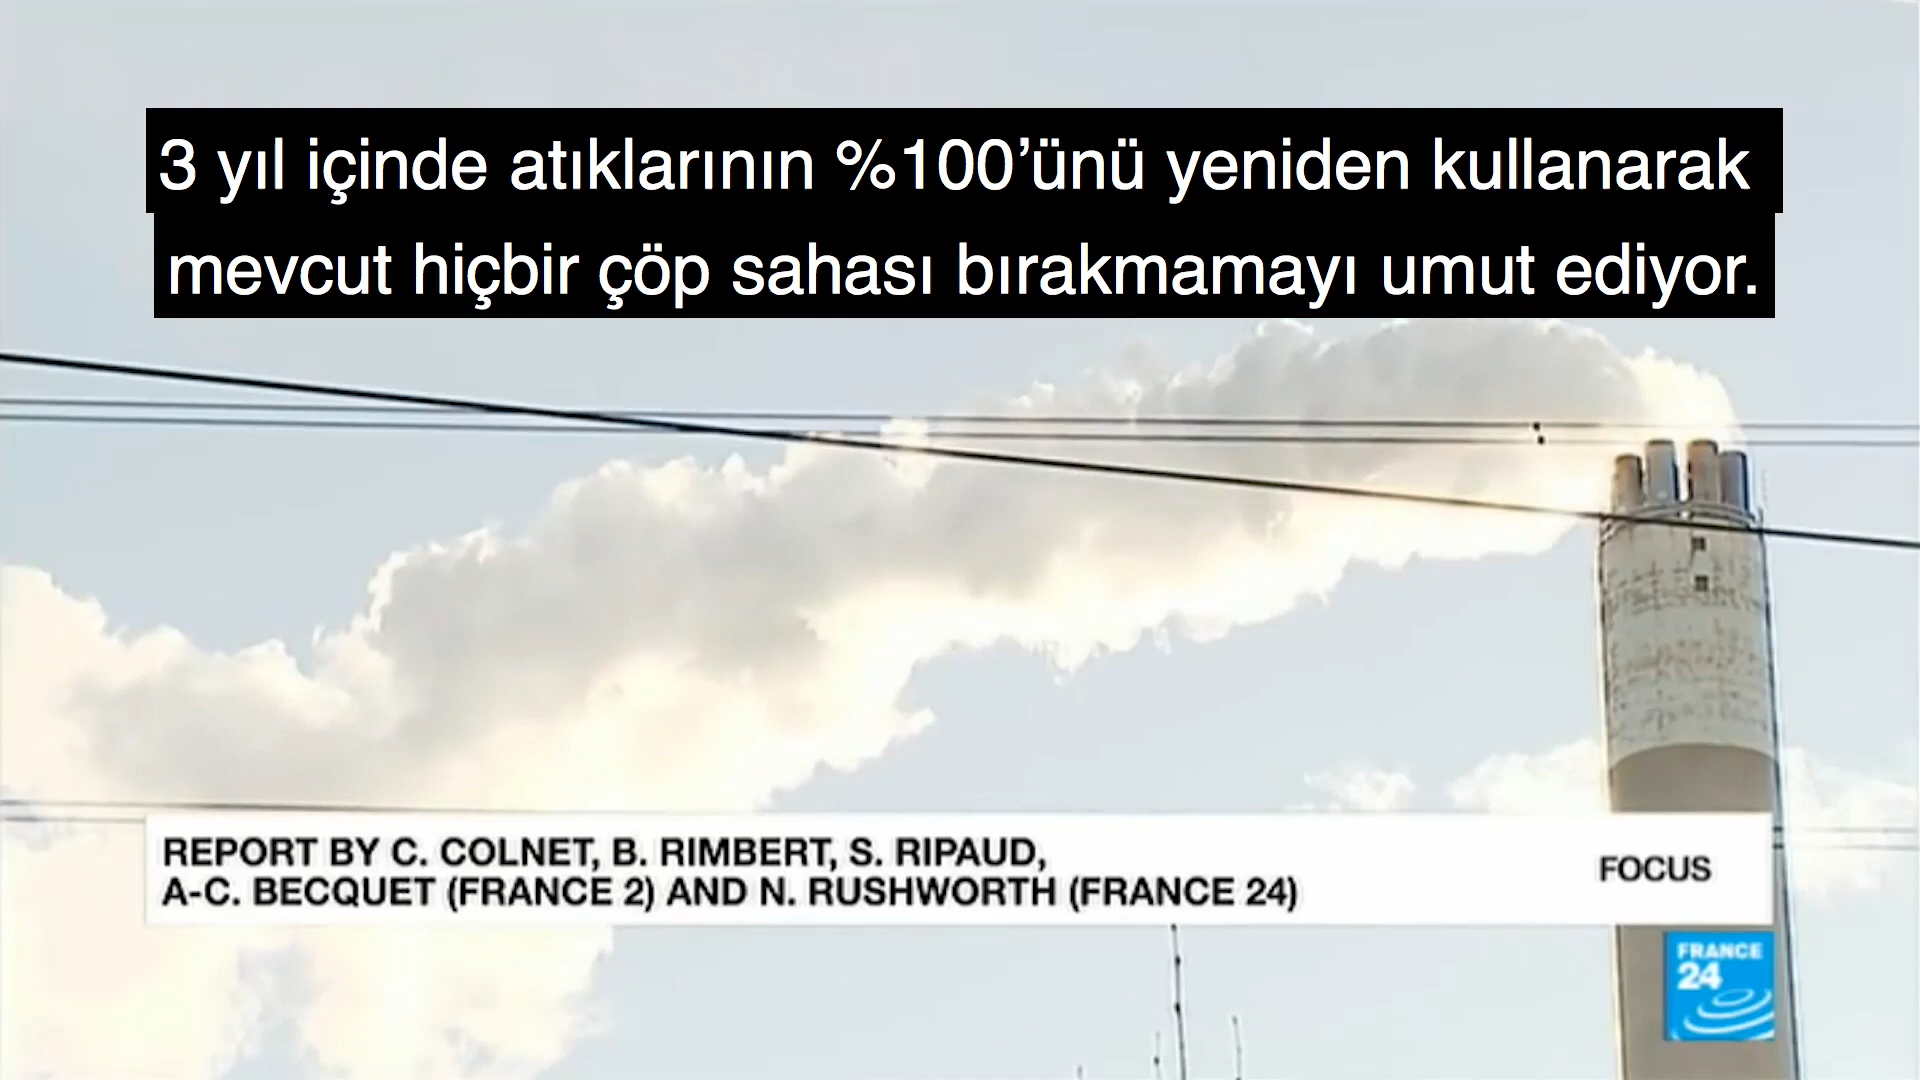 3 yıl içinde atıklarının %100’ünü yeniden kullanarak
mevcut hiçbir çöp sahası bırakmamayı umut ediyor.
REPORT BY C. COLNET, B. RIMBERT, S. RIPAUD,
A-C. BECQUET (FRANCE 2) AND N. RUSHWORTH (FRANCE 24)
FOCUS
FRANCE
24